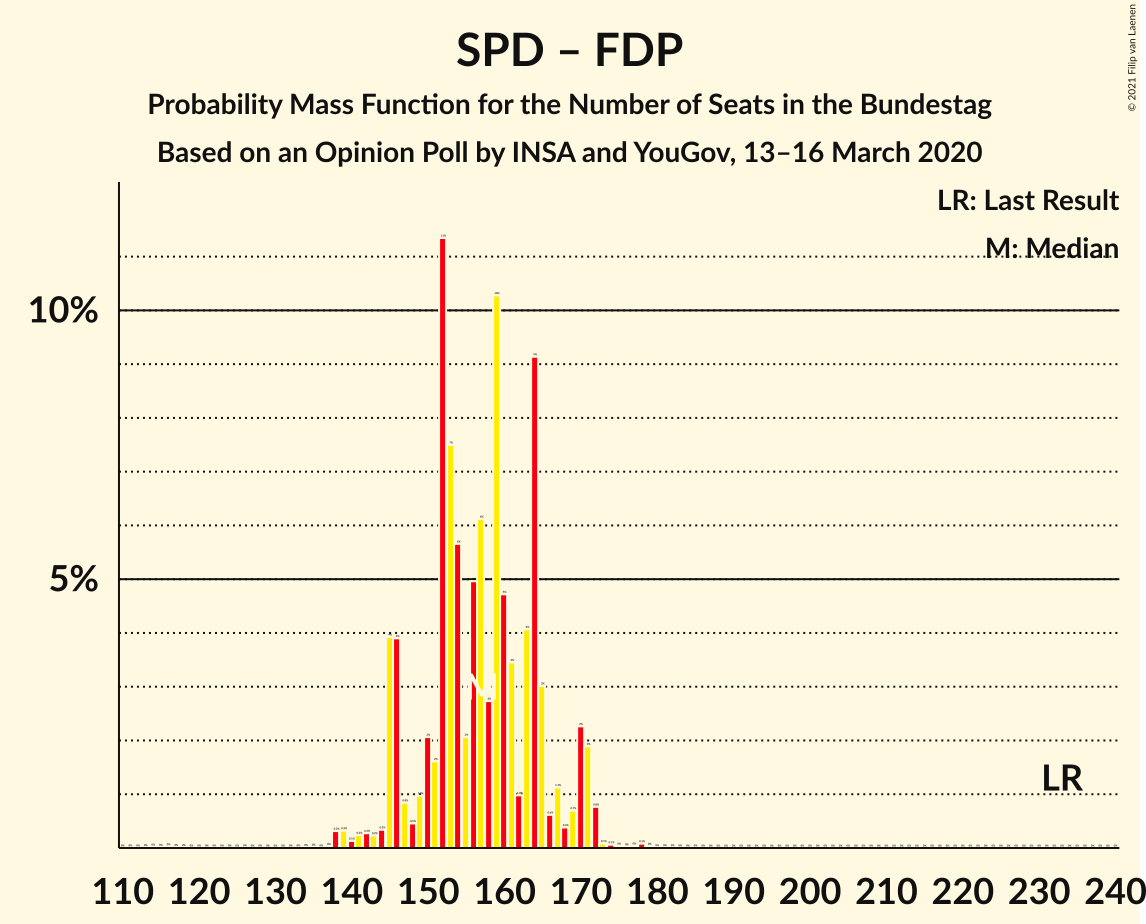 SPD – FDP
Probability Mass Function for the Number of Seats in the Bundestag
Based on an Opinion Poll by INSA and YouGov, 13–16 March 2020
© 2021 Filip van Laenen
LR: Last Result
M: Median
10%
5%
M
LR
110 120 130 140 150 160 170 180 190 200 210 220 230 240